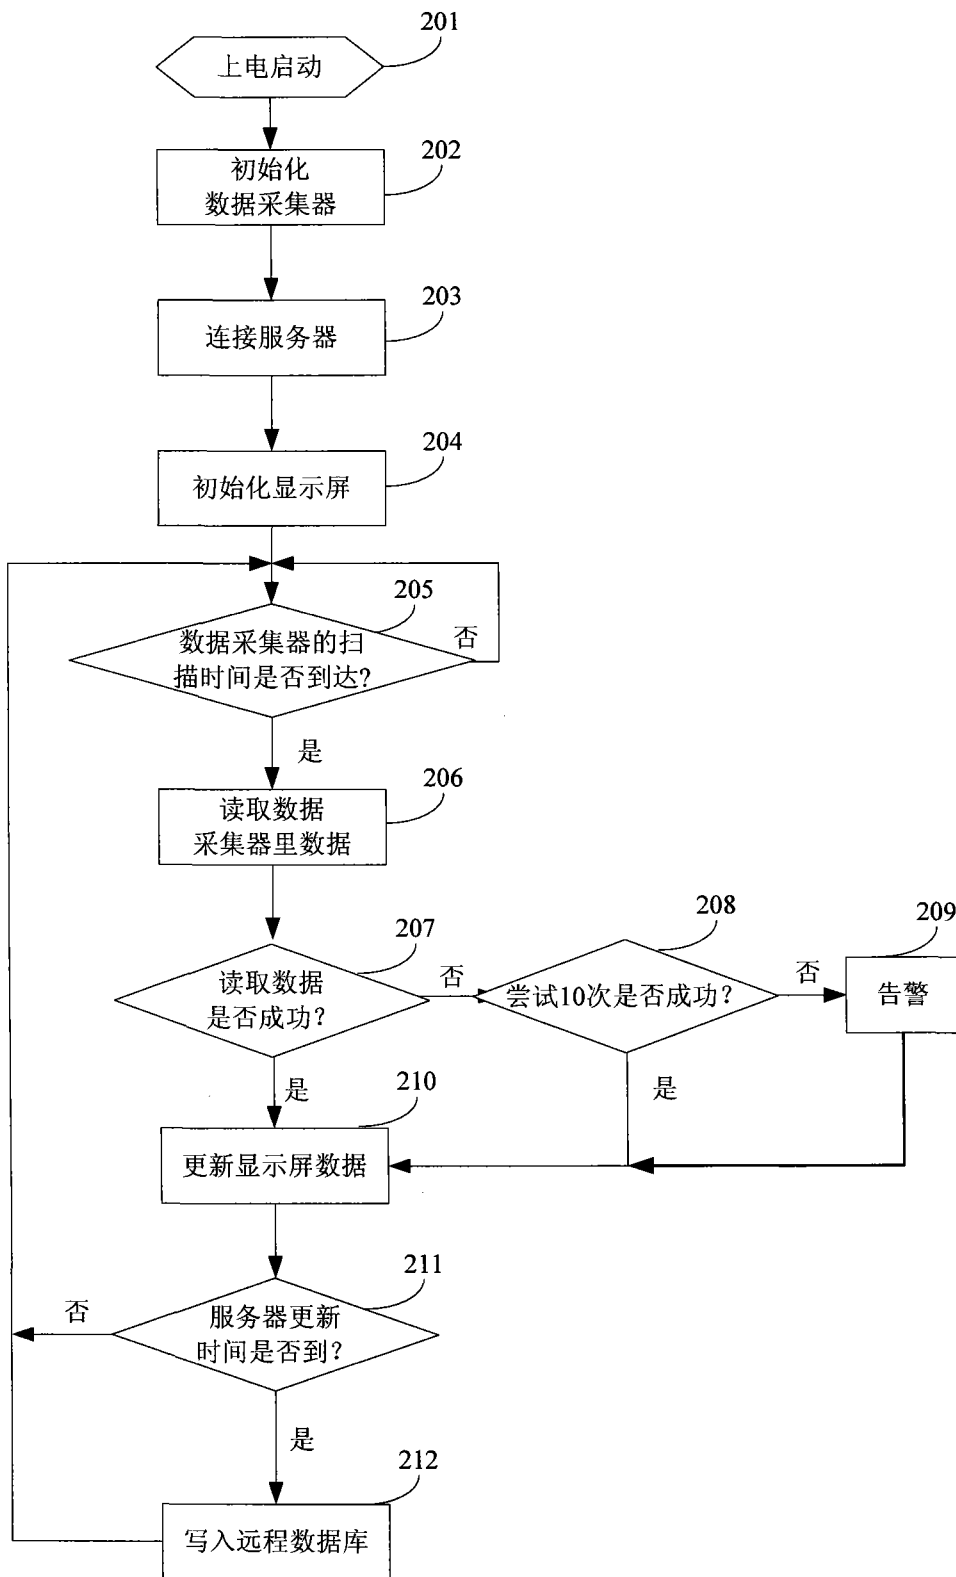 201
上电启动
202
初始化
数据采集器
203
连接服务器
204
初始化显示屏
205
数据采集器的扫
描时间是否到达?
否
是
206
读取数据
采集器里数据
207
读取数据
是否成功?
否
208
尝试10次是否成功?
否
209
告警
是
是
210
更新显示屏数据
211
服务器更新
时间是否到?
否
是
212
写入远程数据库